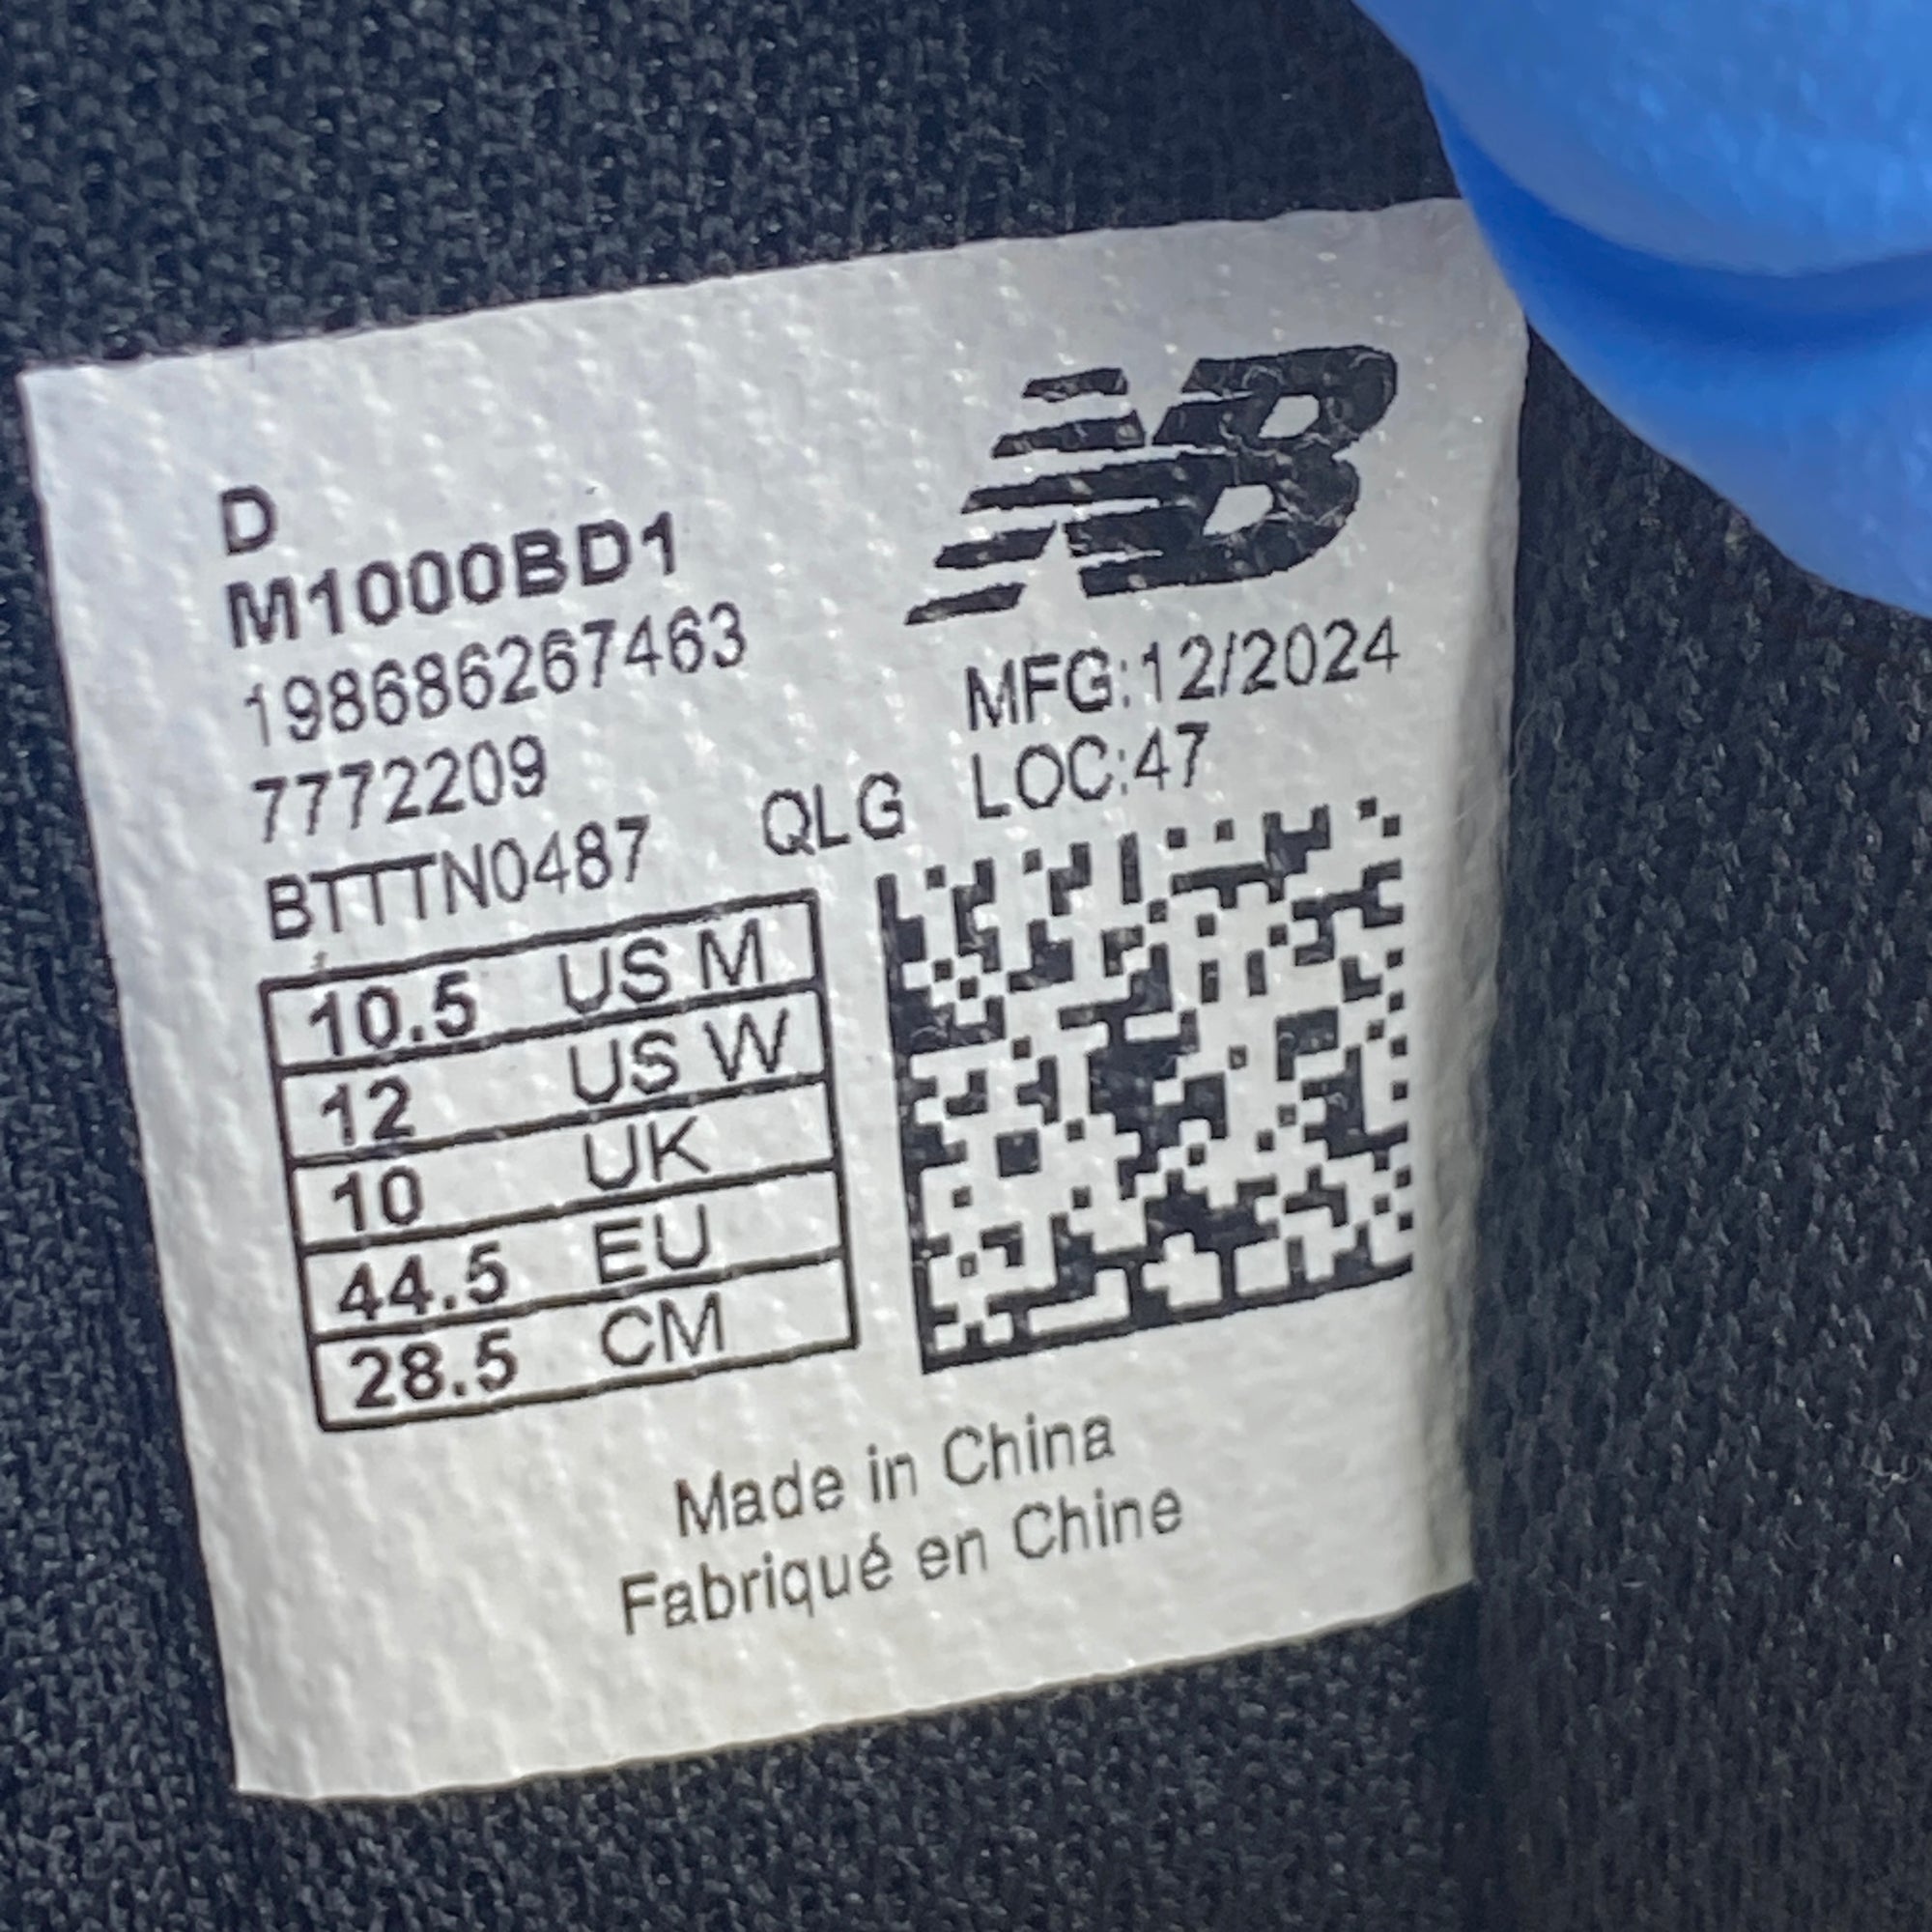 NB
D
M1000BD1
198686267463
MFG:12/2024
7772209
QLG LOC:47
BTTTN0487
10.5 US M
12 US W
10 UK
44.5 EU
28.5 CM
Made in China
Fabriqué en Chine